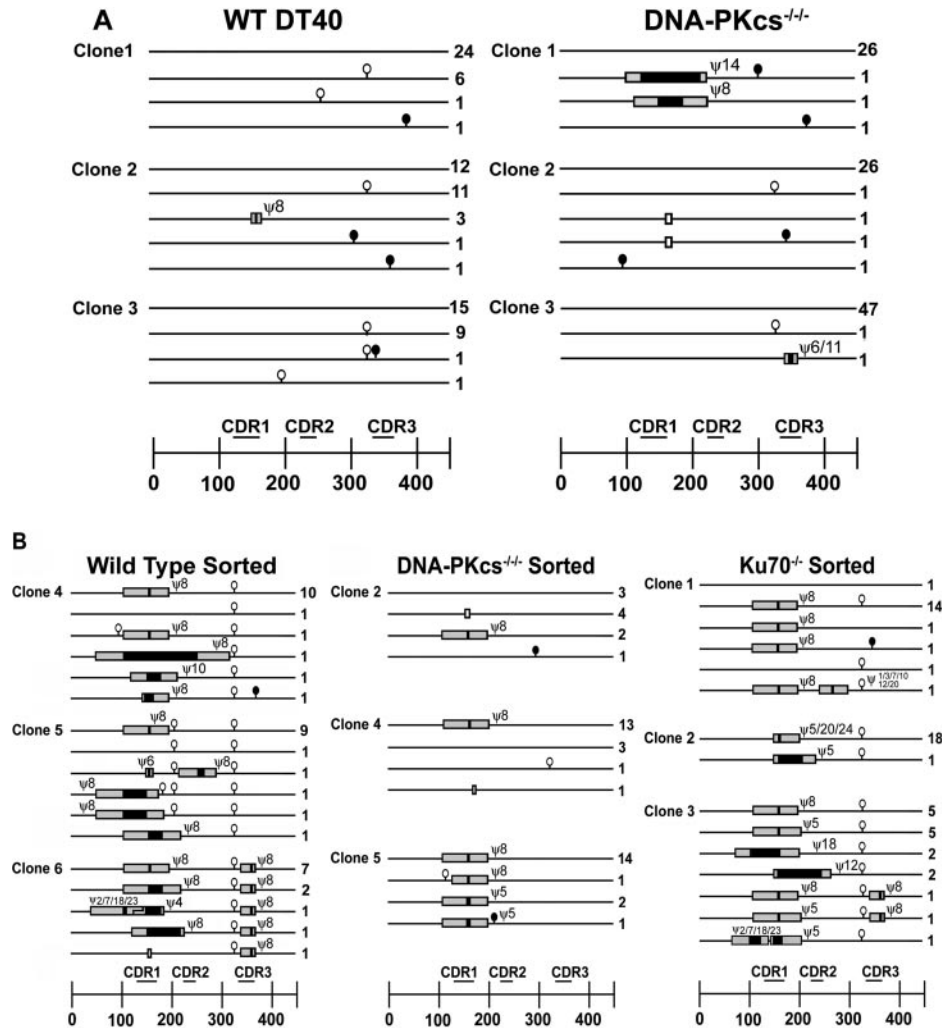 A
WT DT40
DNA-PKcs-/-/-
Clone1
24
6
1
1
Clone 2
12
11
ψ8
3
1
1
Clone 3
15
9
1
1
CDR1 CDR2 CDR3
0 100 200 300 400
Clone 1
26
ψ14
1
ψ8
1
1
Clone 2
26
1
1
1
1
Clone 3
47
1
ψ6/11
1
CDR1 CDR2 CDR3
100 200 300 400
B
Wild Type Sorted
Clone 4
ψ8
10
1
ψ8
1
ψ8
1
ψ10
1
ψ8
1
Clone 5
ψ8
9
1
ψ6 ψ8
1
ψ8
1
ψ8
1
ψ8
1
Clone 6
ψ8 ψ8
7
ψ8 ψ8
2
ψ2/7/18/23 ψ4 ψ8
1
ψ8 ψ8
1
ψ8
1
CDR1 CDR2 CDR3
0 100 200 300 400
DNA-PKcs-/-/- Sorted
Clone 2
3
4
ψ8
2
1
Clone 4
ψ8
13
3
1
1
Clone 5
14
ψ8
1
ψ5
2
ψ5
1
CDR1 CDR2 CDR3
0 100 200 300 400
Ku70-/- Sorted
Clone 1
1
ψ8
14
ψ8
1
ψ8
1
1
ψ8 ψ 1/3/7/10 12/20
1
Clone 2
ψ5/20/24
18
ψ5
1
Clone 3
ψ8
5
ψ5
5
ψ18
2
ψ12
2
ψ8 ψ8
1
ψ5 ψ8
1
ψ2/7/18/23 ψ5
1
CDR1 CDR2 CDR3
0 100 200 300 400